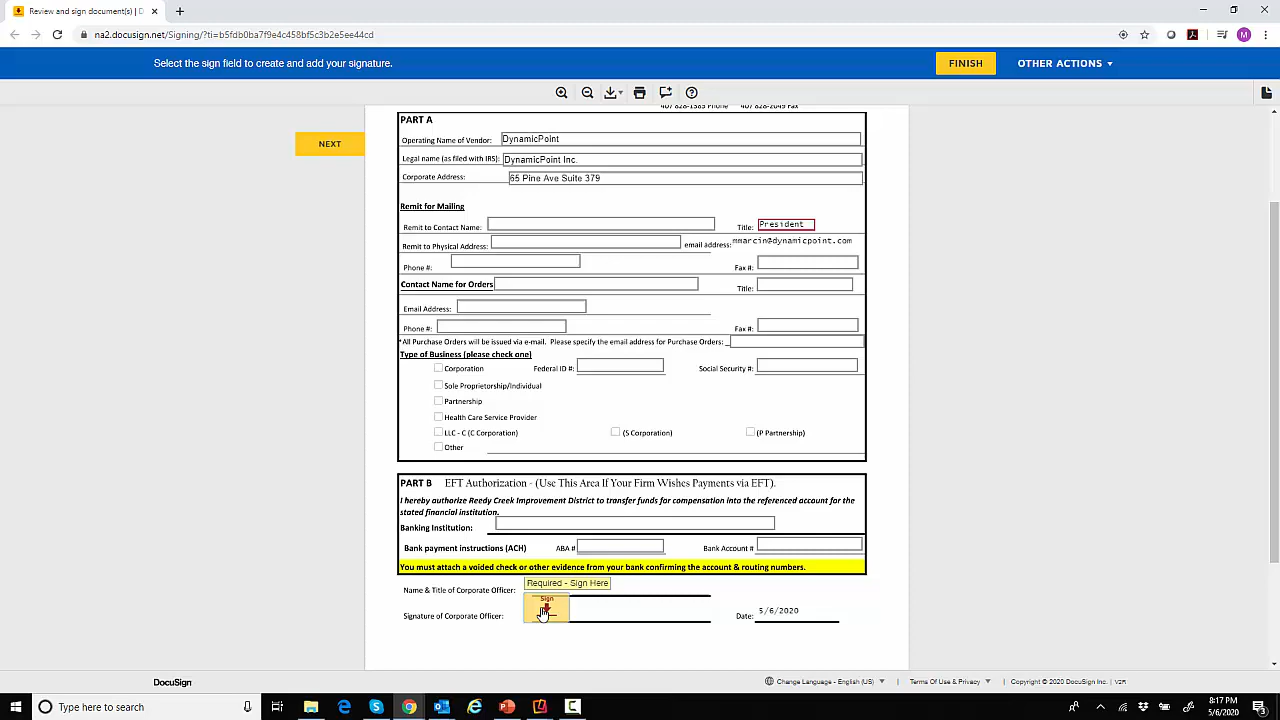 Review and sign document(s) | D
na2.docusign.net/Signing/?ti=b5fdb0ba7f9e4c458bf5c3b2e5ee44cd
M
Select the sign field to create and add your signature.
FINISH
OTHER ACTIONS
407 828-1385 Phone 407 828-2049 Fax
NEXT
PART A
Operating Name of Vendor: DynamicPoint
Legal name (as filed with IRS): DynamicPoint Inc.
Corporate Address: 65 Pine Ave Suite 379
Remit for Mailing
Remit to Contact Name: Title: President
Remit to Physical Address: email address: mmarcin@dynamicpoint.com
Phone #: Fax #:
Contact Name for Orders Title:
Email Address:
Phone #: Fax #:
*All Purchase Orders will be issued via e-mail. Please specify the email address for Purchase Orders: _
Type of Business (please check one)
Corporation Federal ID #: Social Security #:
Sole Proprietorship/Individual
Partnership
Health Care Service Provider
LLC - C (C Corporation) (S Corporation) (P Partnership)
Other
PART B EFT Authorization - (Use This Area If Your Firm Wishes Payments via EFT).
I hereby authorize Reedy Creek Improvement District to transfer funds for compensation into the referenced account for the
stated financial institution.
Banking Institution:
Bank payment instructions (ACH) ABA # Bank Account #
You must attach a voided check or other evidence from your bank confirming the account & routing numbers.
Name & Title of Corporate Officer: Required - Sign Here
Sign
Signature of Corporate Officer: Date: 5/6/2020
DocuSign
Change Language - English (US) | Terms Of Use & Privacy | Copyright © 2020 DocuSign Inc. | V2R
Type here to search
8:17 PM
5/6/2020